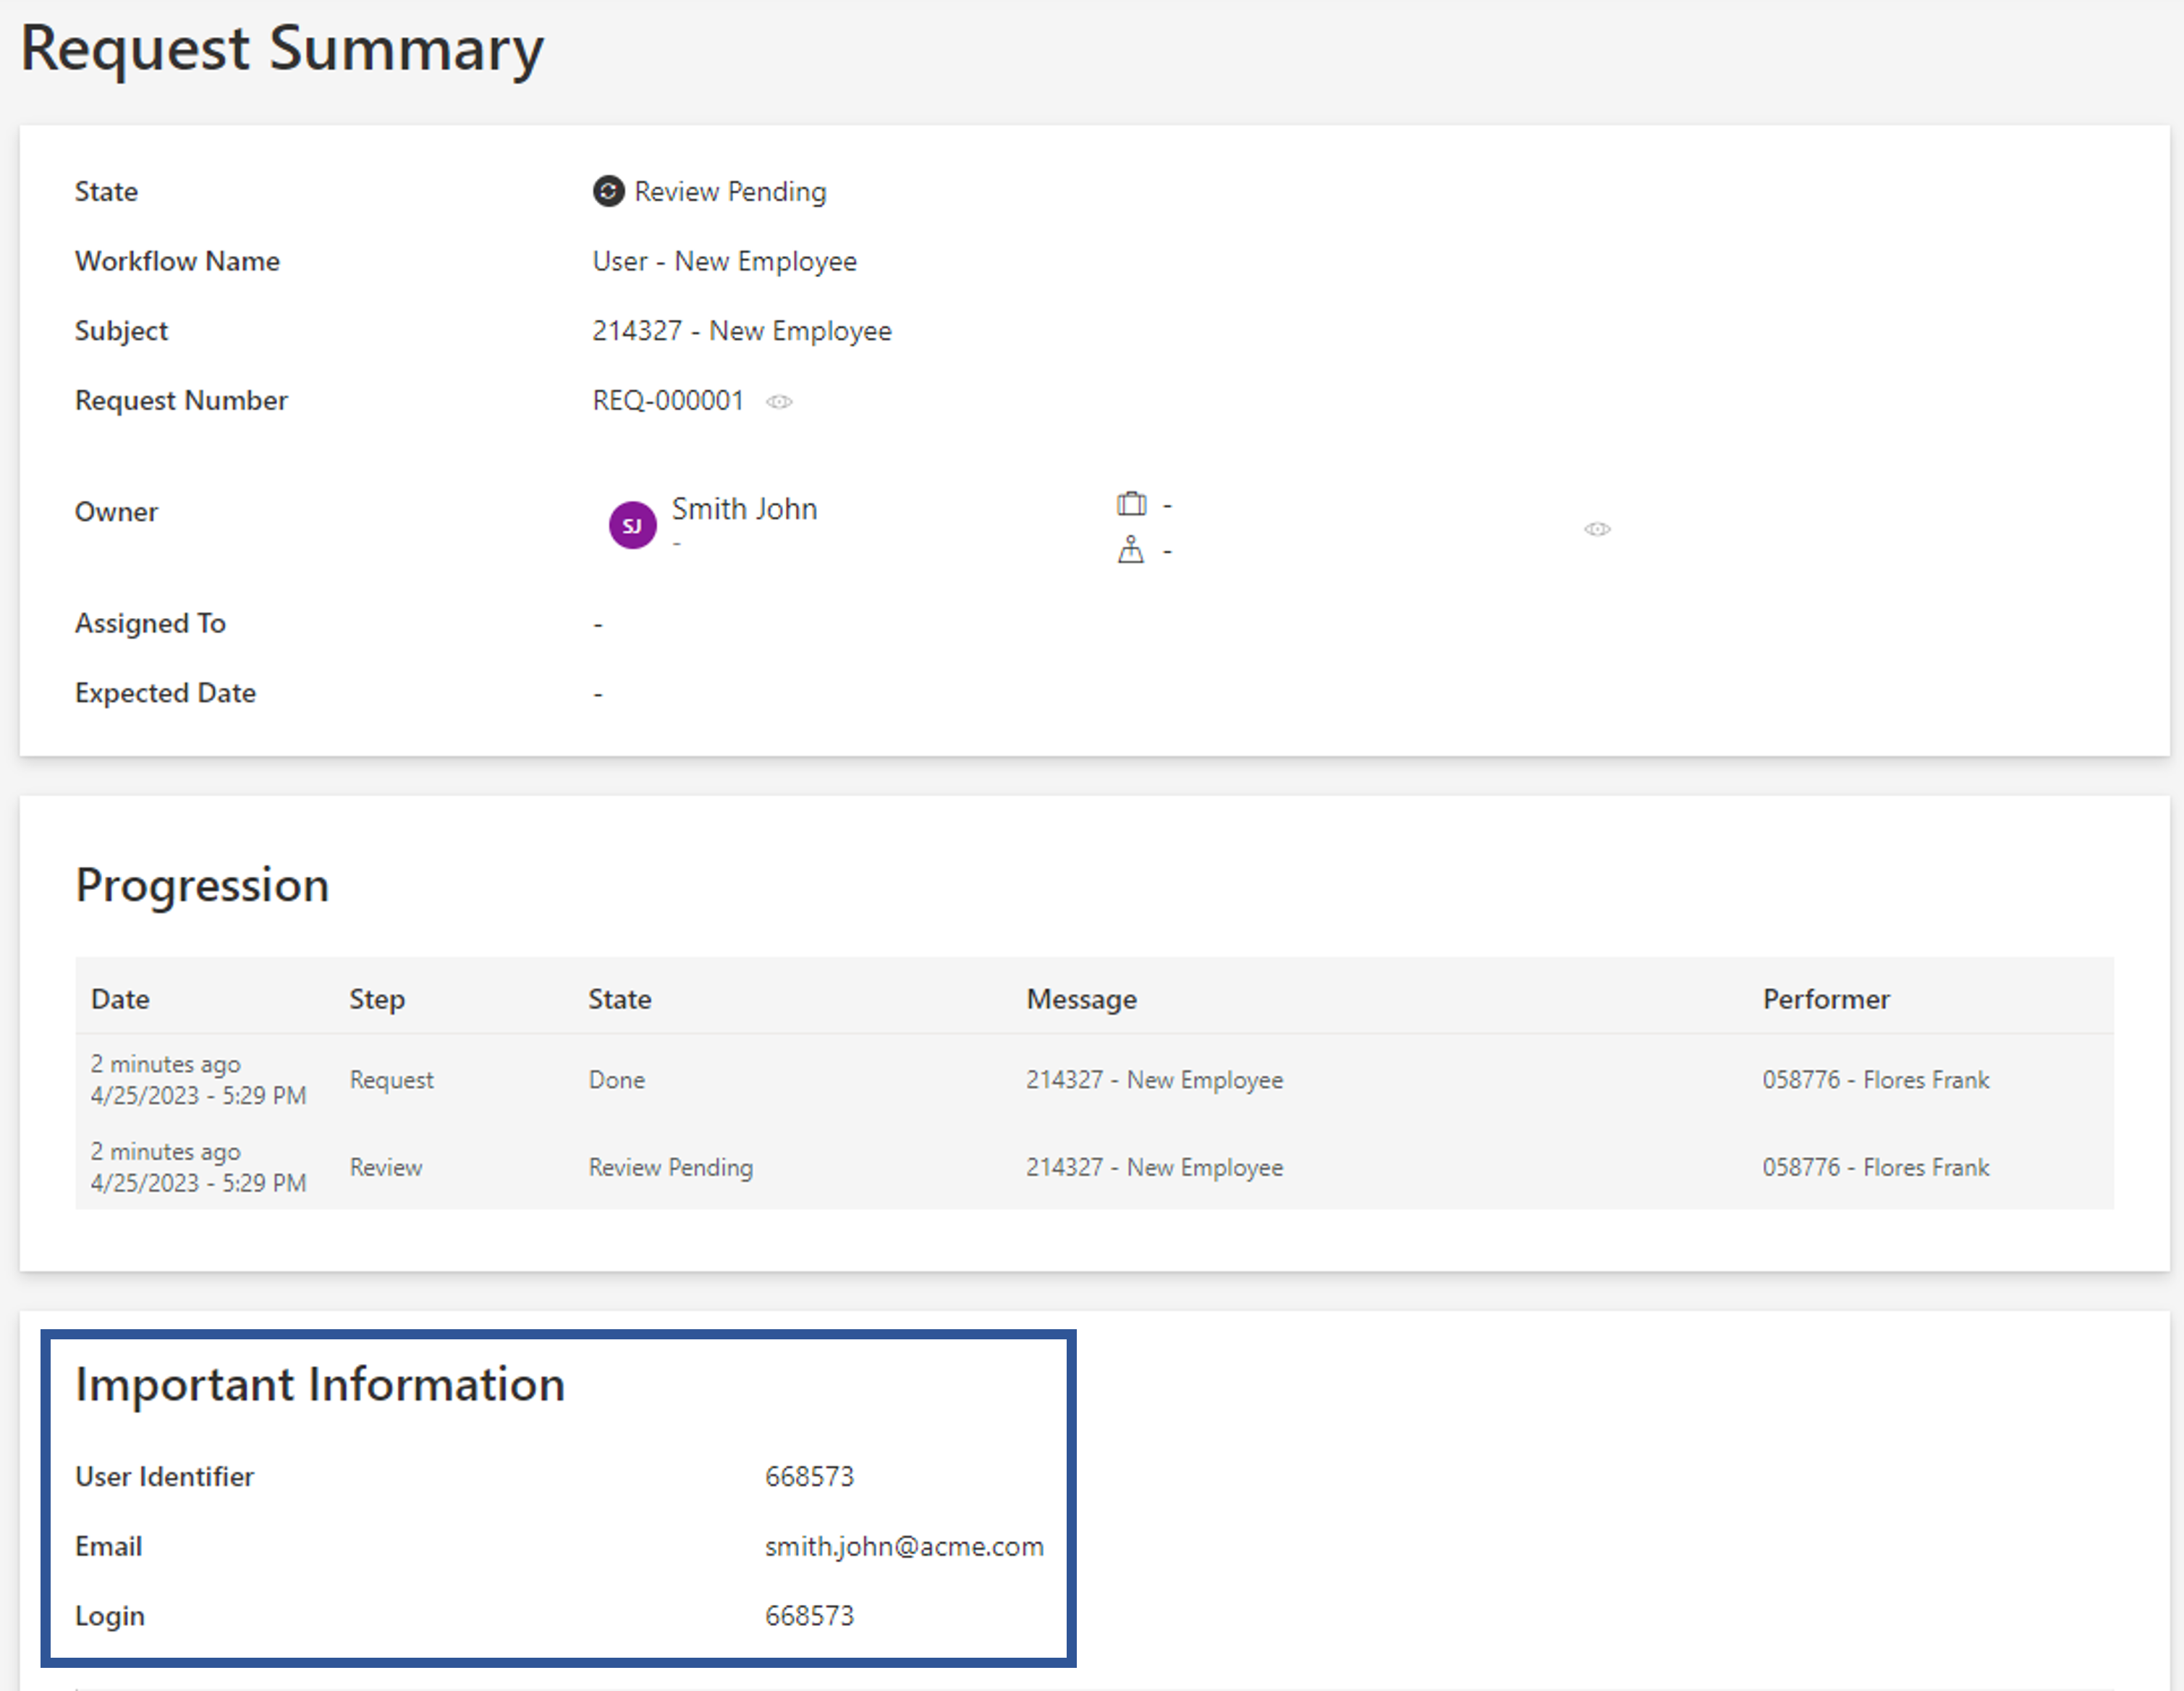 Request Summary
State Review Pending
Workflow Name User - New Employee
Subject 214327 - New Employee
Request Number REQ-000001
Owner SJ Smith John -
-
-
Assigned To -
Expected Date -
Progression
Date Step State Message Performer
2 minutes ago
4/25/2023 - 5:29 PM Request Done 214327 - New Employee 058776 - Flores Frank
2 minutes ago
4/25/2023 - 5:29 PM Review Review Pending 214327 - New Employee 058776 - Flores Frank
Important Information
User Identifier 668573
Email smith.john@acme.com
Login 668573